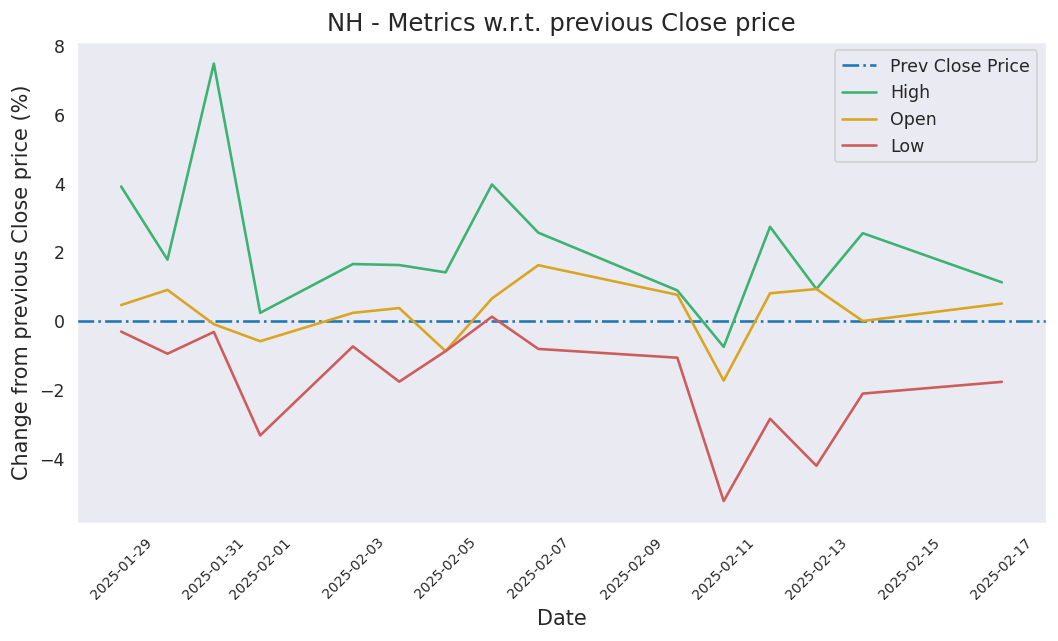 NH - Metrics w.r.t. previous Close price
Change from previous Close price (%)
8
6
4
2
0
−2
−4
Prev Close Price
High
Open
Low
2025-01-29
2025-01-31
2025-02-01
2025-02-03
2025-02-05
2025-02-07
2025-02-09
2025-02-11
2025-02-13
2025-02-15
2025-02-17
Date